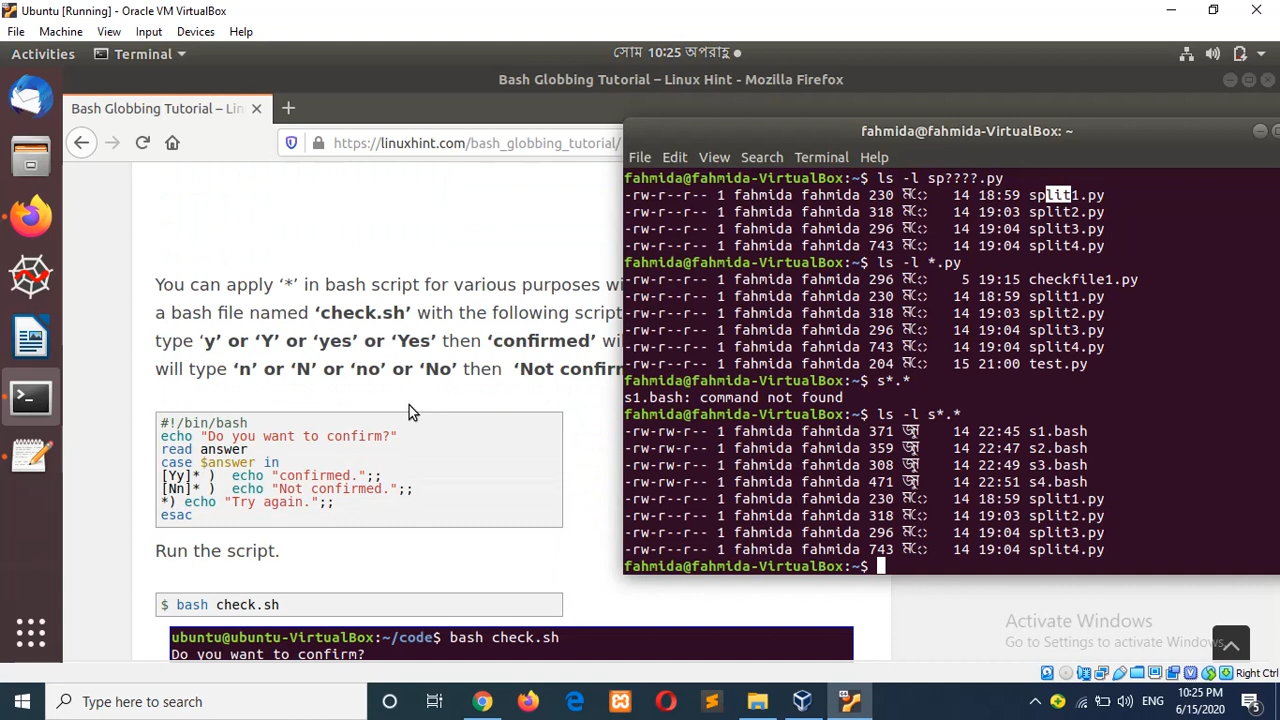 Ubuntu [Running] - Oracle VM VirtualBox
File Machine View Input Devices Help
Activities Terminal সোম 10:25 অপরাহ্ন
Bash Globbing Tutorial – Linux Hint - Mozilla Firefox
Bash Globbing Tutorial – Lin
https://linuxhint.com/bash_globbing_tutorial/
You can apply ‘*’ in bash script for various purposes wi
a bash file named ‘check.sh’ with the following script
type ‘y’ or ‘Y’ or ‘yes’ or ‘Yes’ then ‘confirmed’ wi
will type ‘n’ or ‘N’ or ‘no’ or ‘No’ then ‘Not confirm
#!/bin/bash
echo "Do you want to confirm?"
read answer
case $answer in
[Yy]* ) echo "confirmed.";;
[Nn]* ) echo "Not confirmed.";;
*) echo "Try again.";;
esac
Run the script.
$ bash check.sh
ubuntu@ubuntu-VirtualBox:~/code$ bash check.sh
Do you want to confirm?
fahmida@fahmida-VirtualBox: ~
File Edit View Search Terminal Help
fahmida@fahmida-VirtualBox:~$ ls -l sp????.py
-rw-r--r-- 1 fahmida fahmida 230 14 18:59 split1.py
-rw-r--r-- 1 fahmida fahmida 318 14 19:03 split2.py
-rw-r--r-- 1 fahmida fahmida 296 14 19:04 split3.py
-rw-r--r-- 1 fahmida fahmida 743 14 19:04 split4.py
fahmida@fahmida-VirtualBox:~$ ls -l *.py
-rw-r--r-- 1 fahmida fahmida 296 5 19:15 checkfile1.py
-rw-r--r-- 1 fahmida fahmida 230 14 18:59 split1.py
-rw-r--r-- 1 fahmida fahmida 318 14 19:03 split2.py
-rw-r--r-- 1 fahmida fahmida 296 14 19:04 split3.py
-rw-r--r-- 1 fahmida fahmida 743 14 19:04 split4.py
-rw-r--r-- 1 fahmida fahmida 204 15 21:00 test.py
fahmida@fahmida-VirtualBox:~$ s*.*
s1.bash: command not found
fahmida@fahmida-VirtualBox:~$ ls -l s*.*
-rw-rw-r-- 1 fahmida fahmida 371 14 22:45 s1.bash
-rw-rw-r-- 1 fahmida fahmida 359 14 22:47 s2.bash
-rw-rw-r-- 1 fahmida fahmida 308 14 22:49 s3.bash
-rw-rw-r-- 1 fahmida fahmida 471 14 22:51 s4.bash
-rw-r--r-- 1 fahmida fahmida 230 14 18:59 split1.py
-rw-r--r-- 1 fahmida fahmida 318 14 19:03 split2.py
-rw-r--r-- 1 fahmida fahmida 296 14 19:04 split3.py
-rw-r--r-- 1 fahmida fahmida 743 14 19:04 split4.py
fahmida@fahmida-VirtualBox:~$
Activate Windows
Go to Settings to activate Windows.
Right Ctrl
Type here to search
ENG
10:25 PM
6/15/2020
5